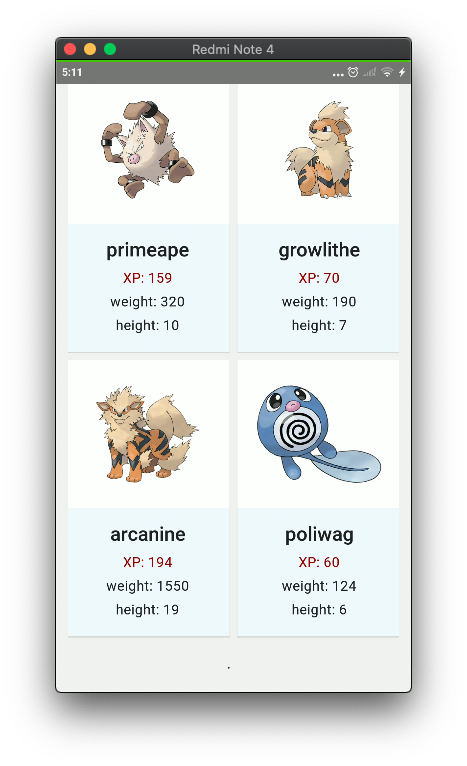 Redmi Note 4
5:11
primeape
growlithe
XP: 159
XP: 70
weight: 320
weight: 190
height: 10
height: 7
arcanine
poliwag
XP: 194
XP: 60
weight: 1550
weight: 124
height: 19
height: 6